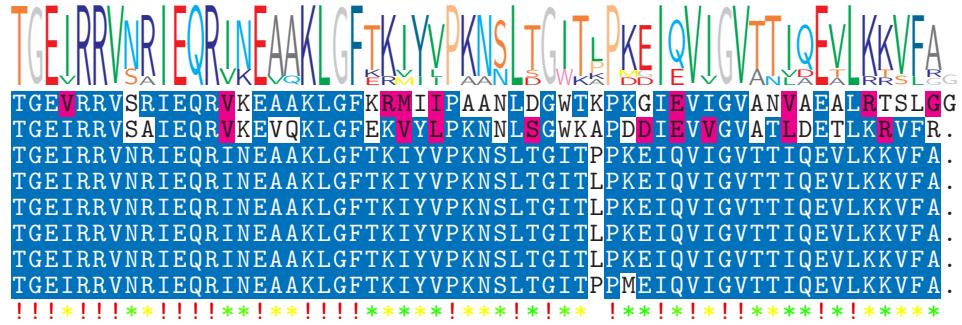 TGEIRRVNRIEQRINEAAKLGFTKIYVPKNSLTGITLPKEIQVIGVTTIQEVLKKVFA
TGEVRRVSRIEQRVKEAAKLGFKRMIIPAANLDGWTKPKGIEVIGVANVAEALRTSLGG
TGEIRRVSAIEQRVKEVQKLGFEKVYLPKNNLSGWKAPDDIEVVGVATLDETLKRVFR.
TGEIRRVNRIEQRINEAAKLGFTKIYVPKNSLTGITPPKEIQVIGVTTIQEVLKKVFA.
TGEIRRVNRIEQRINEAAKLGFTKIYVPKNSLTGITLPKEIQVIGVTTIQEVLKKVFA.
TGEIRRVNRIEQRINEAAKLGFTKIYVPKNSLTGITLPKEIQVIGVTTIQEVLKKVFA.
TGEIRRVNRIEQRINEAAKLGFTKIYVPKNSLTGITLPKEIQVIGVTTIQEVLKKVFA.
TGEIRRVNRIEQRINEAAKLGFTKIYVPKNSLTGITLPKEIQVIGVTTIQEVLKKVFA.
TGEIRRVNRIEQRINEAAKLGFTKIYVPKNSLTGITPPMEIQVIGVTTIQEVLKKVFA.
!!!*!!!**!!!!**!**!!!!*****!***!*!** !**!*!*!!****!*!*****